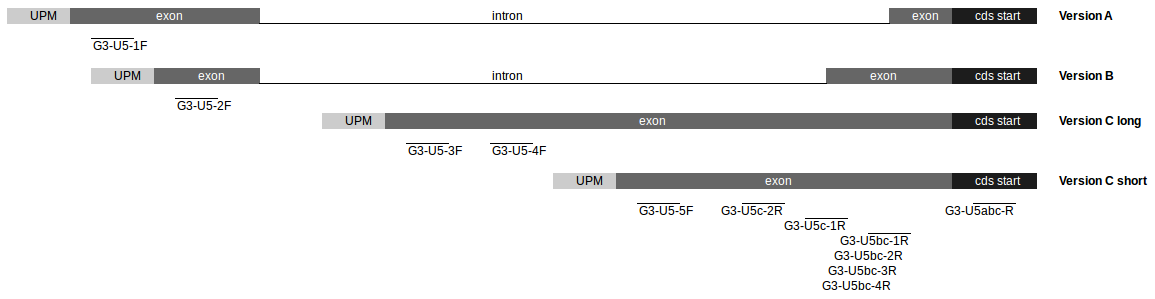 UPM exon intron exon cds start Version A
G3-U5-1F
UPM exon intron exon cds start Version B
G3-U5-2F
UPM exon cds start Version C long
G3-U5-3F G3-U5-4F
UPM exon cds start Version C short
G3-U5-5F G3-U5c-2R G3-U5abc-R
G3-U5c-1R
G3-U5bc-1R
G3-U5bc-2R
G3-U5bc-3R
G3-U5bc-4R